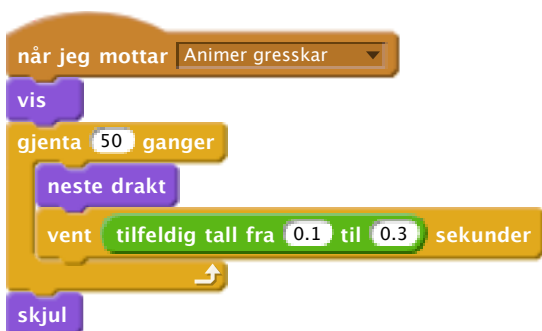 når jeg mottar Animer gresskar
vis
gjenta 50 ganger
neste drakt
vent tilfeldig tall fra 0.1 til 0.3 sekunder
skjul